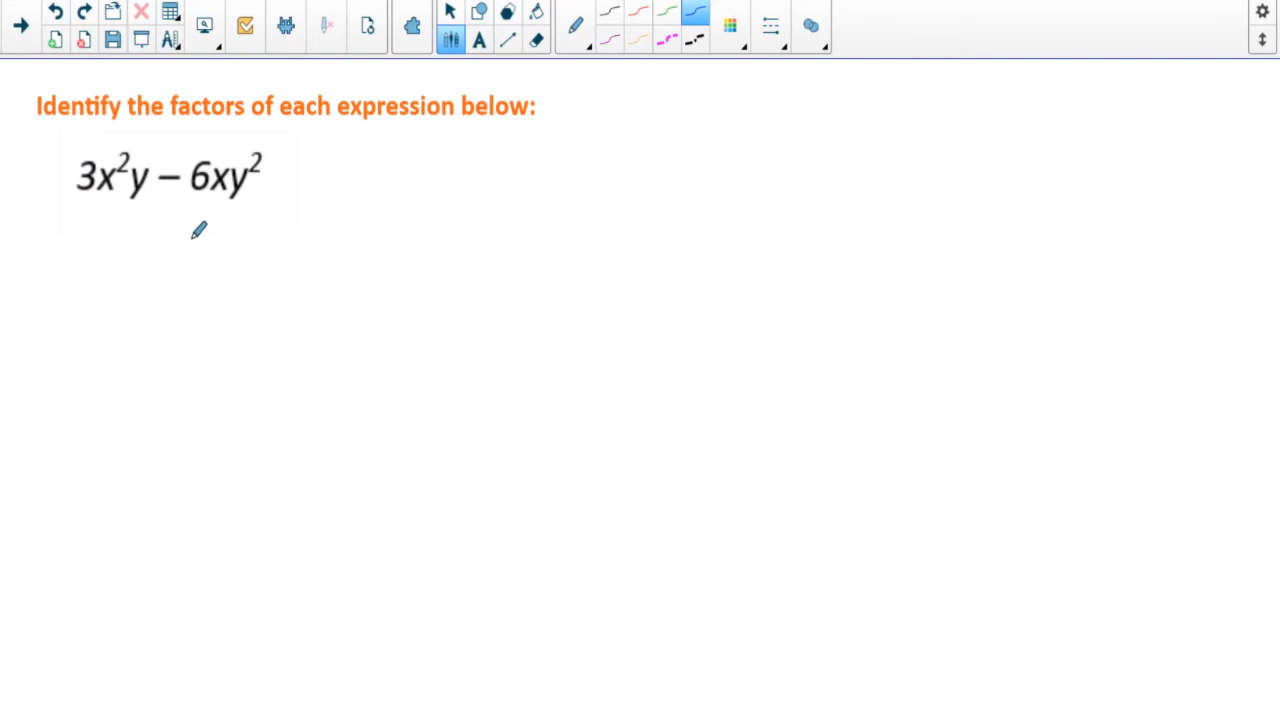 Identify the factors of each expression below:
3x²y – 6xy²